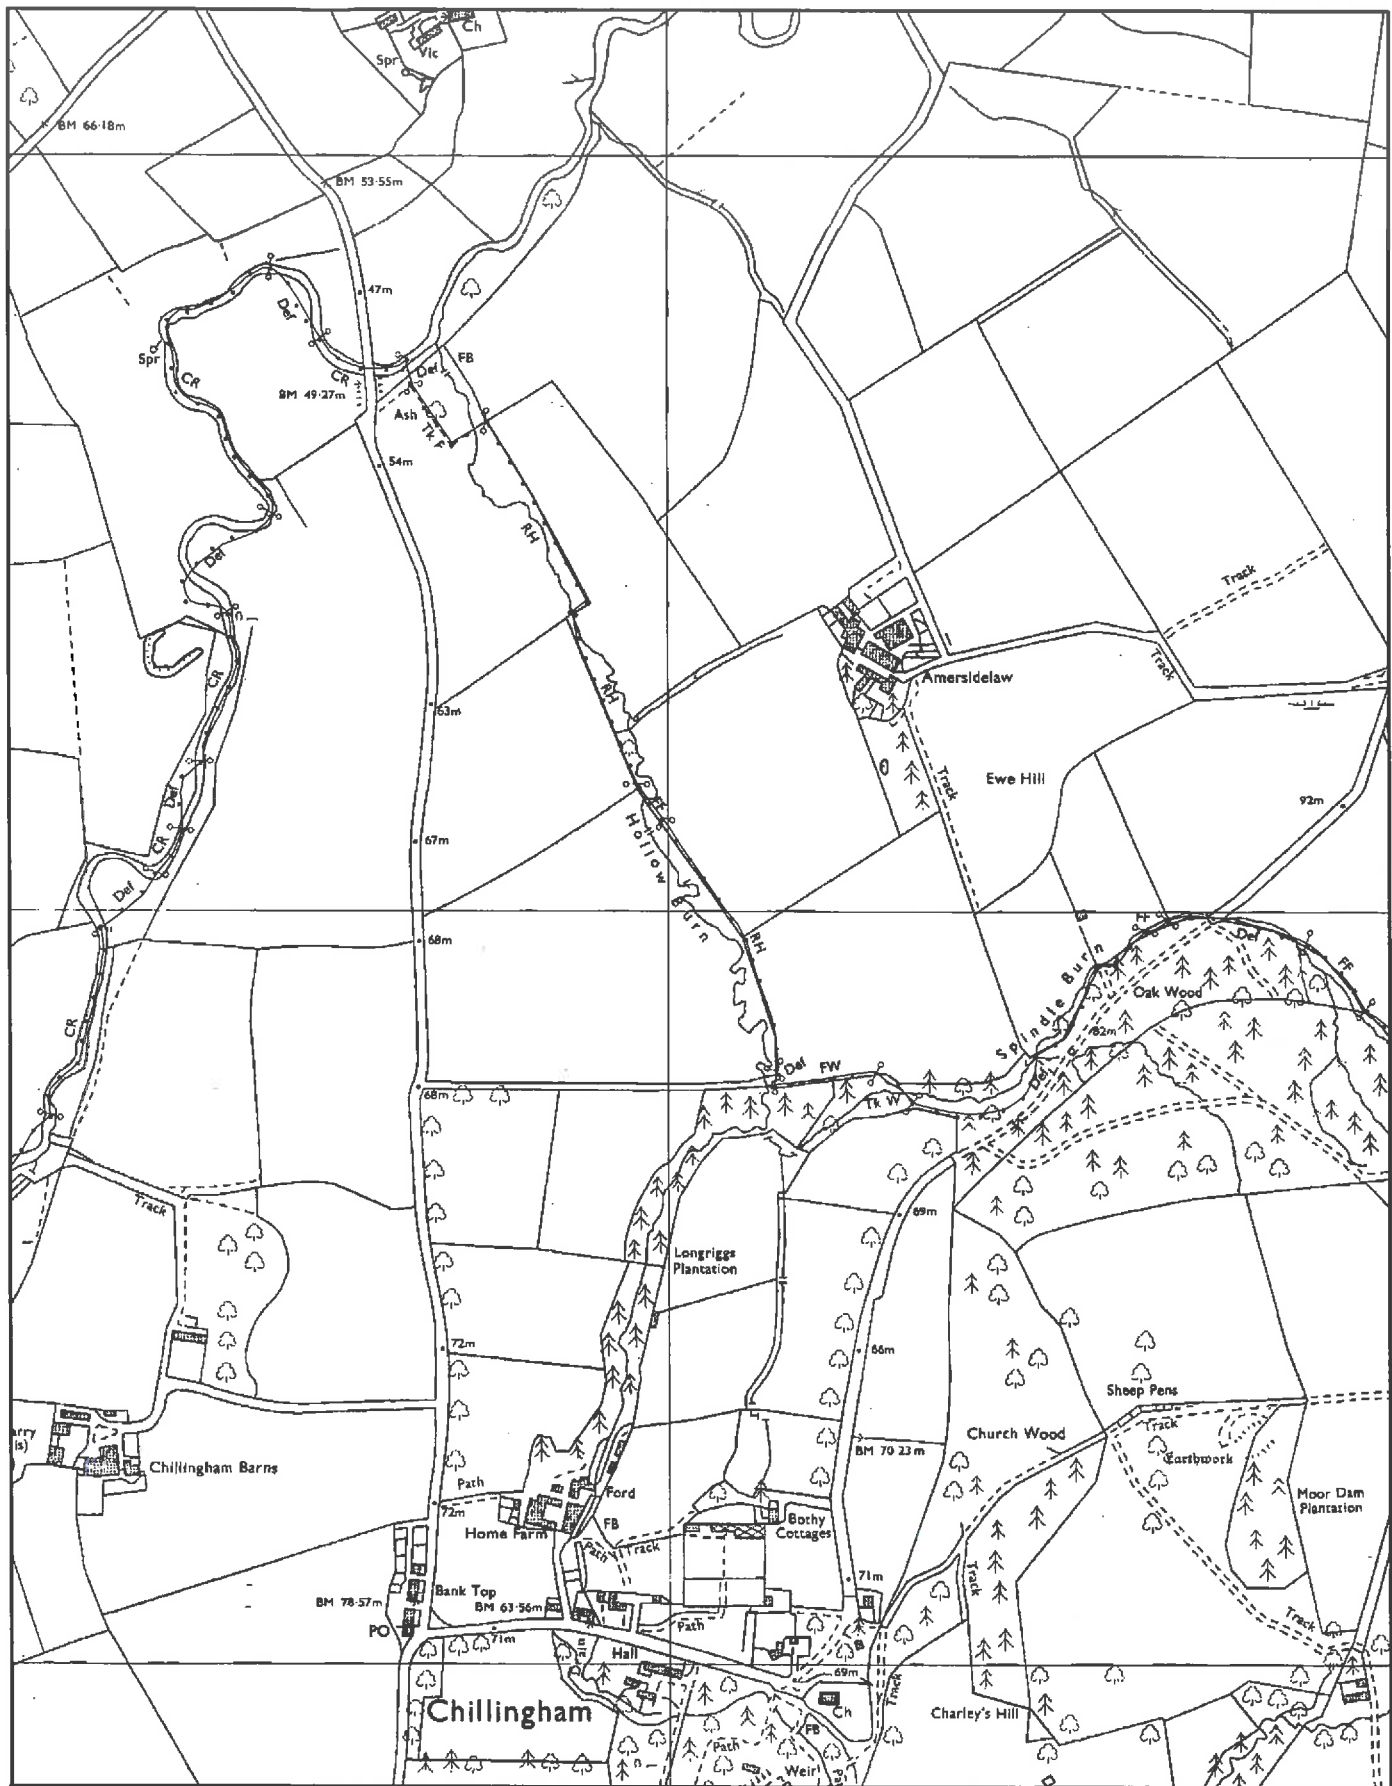 Ch
Vic
Spr
BM 66·18m
BM 53·55m
47m
Def
Spr
CR
CR
Def
FB
BM 49·27m
Ash
Tk F
54m
RH
Def
Track
CR
RH
Amersidelaw
Track
63m
Track
Ewe Hill
Def
92m
CR
67m
Hollow Burn
Def
FF
68m
RH
Def
FF
Spindle Burn
Oak Wood
CR
82m
Def
FW
Def
68m
Tk W
Track
89m
Longriggs
Plantation
72m
88m
Sheep Pens
Track
Church Wood
BM 70·23m
Earthwork
Chillingham Barns
Path
Ford
Moor Dam
Plantation
72m
Home Farm
FB
Bothy
Cottages
Path
Track
71m
Track
Bank Top
BM 78·57m
BM 63·56m
Track
PO
71m
Path
Hall
69m
Track
Chillingham
Ch
Charley's Hill
FB
Path
Weir